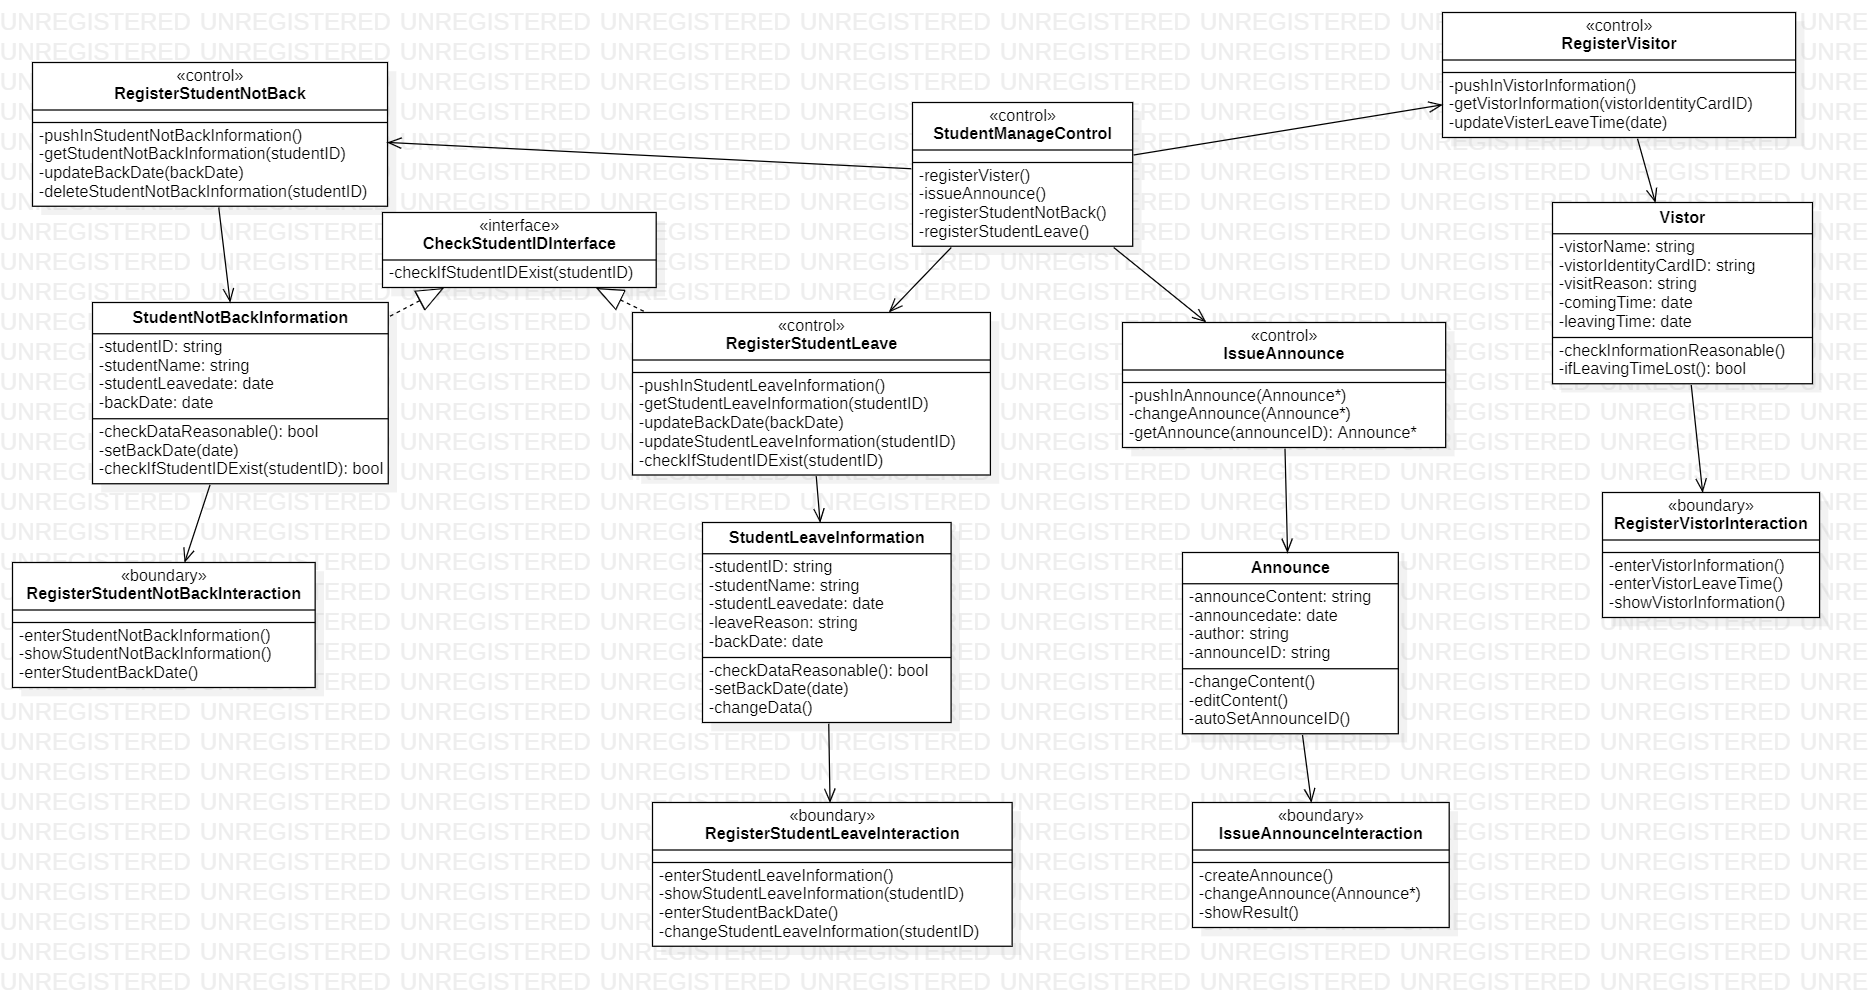 «control»
RegisterStudentNotBack
-pushInStudentNotBackInformation()
-getStudentNotBackInformation(studentID)
-updateBackDate(backDate)
-deleteStudentNotBackInformation(studentID)
«interface»
CheckStudentIDInterface
-checkIfStudentIDExist(studentID)
«control»
StudentManageControl
-registerVister()
-issueAnnounce()
-registerStudentNotBack()
-registerStudentLeave()
«control»
RegisterVisitor
-pushInVistorInformation()
-getVistorInformation(vistorIdentityCardID)
-updateVisterLeaveTime(date)
Vistor
-vistorName: string
-vistorIdentityCardID: string
-visitReason: string
-comingTime: date
-leavingTime: date
-checkInformationReasonable()
-ifLeavingTimeLost(): bool
StudentNotBackInformation
-studentID: string
-studentName: string
-studentLeavedate: date
-backDate: date
-checkDataReasonable(): bool
-setBackDate(date)
-checkIfStudentIDExist(studentID): bool
«control»
RegisterStudentLeave
-pushInStudentLeaveInformation()
-getStudentLeaveInformation(studentID)
-updateBackDate(backDate)
-updateStudentLeaveInformation(studentID)
-checkIfStudentIDExist(studentID)
«control»
IssueAnnounce
-pushInAnnounce(Announce*)
-changeAnnounce(Announce*)
-getAnnounce(announceID): Announce*
«boundary»
RegisterVistorInteraction
-enterVistorInformation()
-enterVistorLeaveTime()
-showVistorInformation()
«boundary»
RegisterStudentNotBackInteraction
-enterStudentNotBackInformation()
-showStudentNotBackInformation()
-enterStudentBackDate()
StudentLeaveInformation
-studentID: string
-studentName: string
-studentLeavedate: date
-leaveReason: string
-backDate: date
-checkDataReasonable(): bool
-setBackDate(date)
-changeData()
Announce
-announceContent: string
-announcedate: date
-author: string
-announceID: string
-changeContent()
-editContent()
-autoSetAnnounceID()
«boundary»
RegisterStudentLeaveInteraction
-enterStudentLeaveInformation()
-showStudentLeaveInformation(studentID)
-enterStudentBackDate()
-changeStudentLeaveInformation(studentID)
«boundary»
IssueAnnounceInteraction
-createAnnounce()
-changeAnnounce(Announce*)
-showResult()
UNREGISTERED